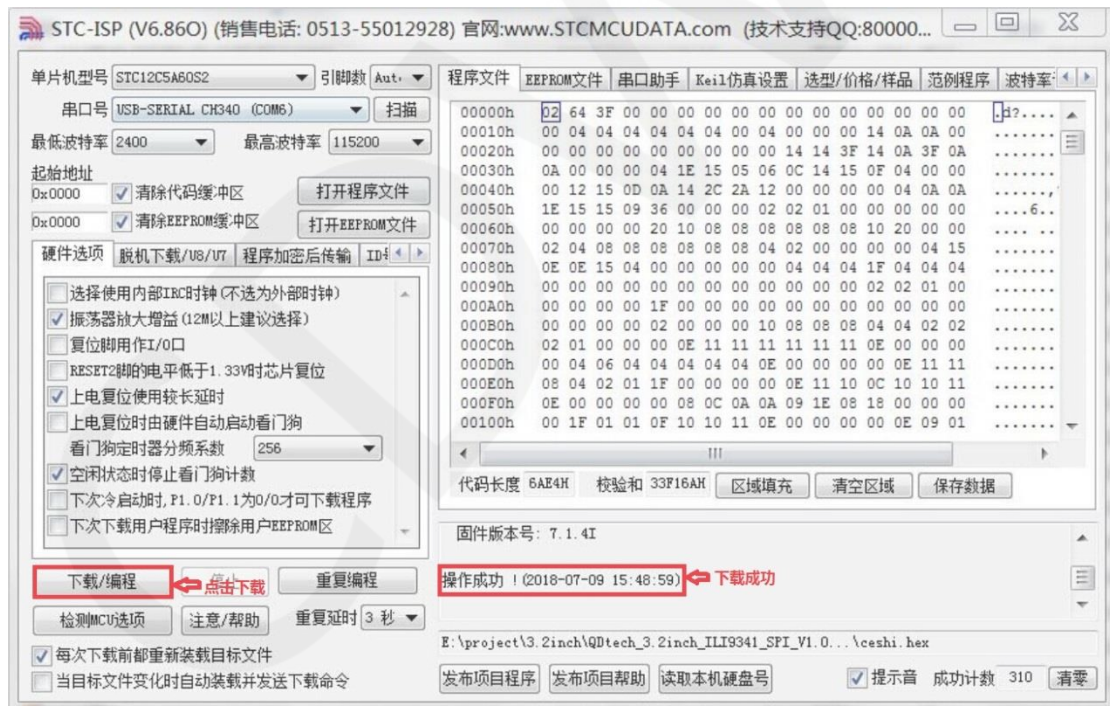 STC-ISP (V6.86O) (销售电话: 0513-55012928) 官网:www.STCMCUDATA.com (技术支持QQ:80000...
单片机型号 STC12C5A60S2 引脚数 Aut
串口号 USB-SERIAL CH340 (COM6) 扫描
最低波特率 2400 最高波特率 115200
起始地址
0x0000 清除代码缓冲区 打开程序文件
0x0000 清除EEPROM缓冲区 打开EEPROM文件
硬件选项 脱机下载/U8/U7 程序加密后传输
选择使用内部IRC时钟(不选为外部时钟)
振荡器放大增益(12M以上建议选择)
复位脚用作I/O口
RESET2脚的电平低于1.33V时芯片复位
上电复位使用较长延时
上电复位时由硬件自动启动看门狗
看门狗定时器分频系数 256
空闲状态时停止看门狗计数
下次冷启动时,P1.0/P1.1为0/0才可下载程序
下次下载用户程序时擦除用户EEPROM区
下载/编程 点击下载 重复编程
检测MCU选项 注意/帮助 重复延时 3 秒
每次下载前都重新装载目标文件
当目标文件变化时自动装载并发送下载命令
程序文件 EEPROM文件 串口助手 Keil仿真设置 选型/价格/样品 范例程序 波特率
00000h 02 64 3F 00 00 00 00 00 00 00 00 00 00 00 00 00 .d?....
00010h 00 04 04 04 04 04 04 00 04 00 00 00 14 0A 0A 00 .......
00020h 00 00 00 00 00 00 00 00 00 14 14 3F 14 0A 3F 0A .......
00030h 0A 00 00 00 04 1E 15 05 06 0C 14 15 0F 04 00 00 .......
00040h 00 12 15 0D 0A 14 2C 2A 12 00 00 00 00 04 0A 0A ......,
00050h 1E 15 15 09 36 00 00 00 02 02 01 00 00 00 00 00 ....6..
00060h 00 00 00 00 20 10 08 08 08 08 08 08 10 20 00 00 .......
00070h 02 04 08 08 08 08 08 08 04 02 00 00 00 00 04 15 .......
00080h 0E 0E 15 04 00 00 00 00 00 04 04 04 1F 04 04 04 .......
00090h 00 00 00 00 00 00 00 00 00 00 00 00 02 02 01 00 .......
000A0h 00 00 00 00 1F 00 00 00 00 00 00 00 00 00 00 00 .......
000B0h 00 00 00 00 02 00 00 00 10 08 08 08 04 04 02 02 .......
000C0h 02 01 00 00 00 0E 11 11 11 11 11 11 0E 00 00 00 .......
000D0h 00 04 06 04 04 04 04 04 0E 00 00 00 00 0E 11 11 .......
000E0h 08 04 02 01 1F 00 00 00 00 0E 11 10 0C 10 10 11 .......
000F0h 0E 00 00 00 00 08 0C 0A 0A 09 1E 08 18 00 00 00 .......
00100h 00 1F 01 01 0F 10 10 11 0E 00 00 00 00 0E 09 01 .......
代码长度 6AE4H 校验和 33F16AH 区域填充 清空区域 保存数据
固件版本号: 7.1.4I
操作成功 !(2018-07-09 15:48:59) 下载成功
E:\project\3.2inch\QDtech_3.2inch_ILI9341_SPI_V1.0...\ceshi.hex
发布项目程序 发布项目帮助 读取本机硬盘号 提示音 成功计数 310 清零